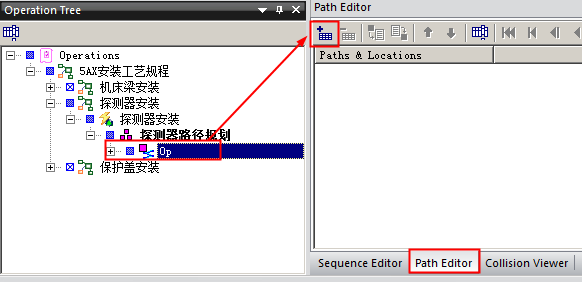 Operation Tree
Path Editor
Operations
5AX安装工艺规程
机床梁安装
探测器安装
探测器安装
探测器路径规划
Op
保护盖安装
Paths & Locations
Sequence Editor
Path Editor
Collision Viewer